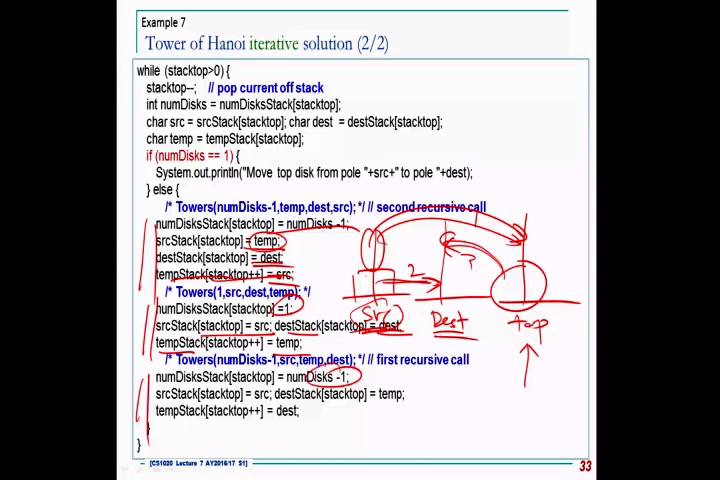 Example 7
Tower of Hanoi iterative solution (2/2)
while (stacktop>0) {
stacktop--; // pop current off stack
int numDisks = numDisksStack[stacktop];
char src = srcStack[stacktop]; char dest = destStack[stacktop];
char temp = tempStack[stacktop];
if (numDisks == 1) {
System.out.println("Move top disk from pole "+src+" to pole "+dest);
} else {
/* Towers(numDisks-1,temp,dest,src); */ // second recursive call
numDisksStack[stacktop] = numDisks -1;
srcStack[stacktop] = temp;
destStack[stacktop] = dest;
tempStack[stacktop++] = src;
/* Towers(1,src,dest,temp); */
numDisksStack[stacktop] =1;
srcStack[stacktop] = src; destStack[stacktop] = dest;
tempStack[stacktop++] = temp;
/* Towers(numDisks-1,src,temp,dest); */ // first recursive call
numDisksStack[stacktop] = numDisks -1;
srcStack[stacktop] = src; destStack[stacktop] = temp;
tempStack[stacktop++] = dest;
}
}
1
2
Src
Dest
[CS1020 Lecture 7 AY2016/17 S1]
33